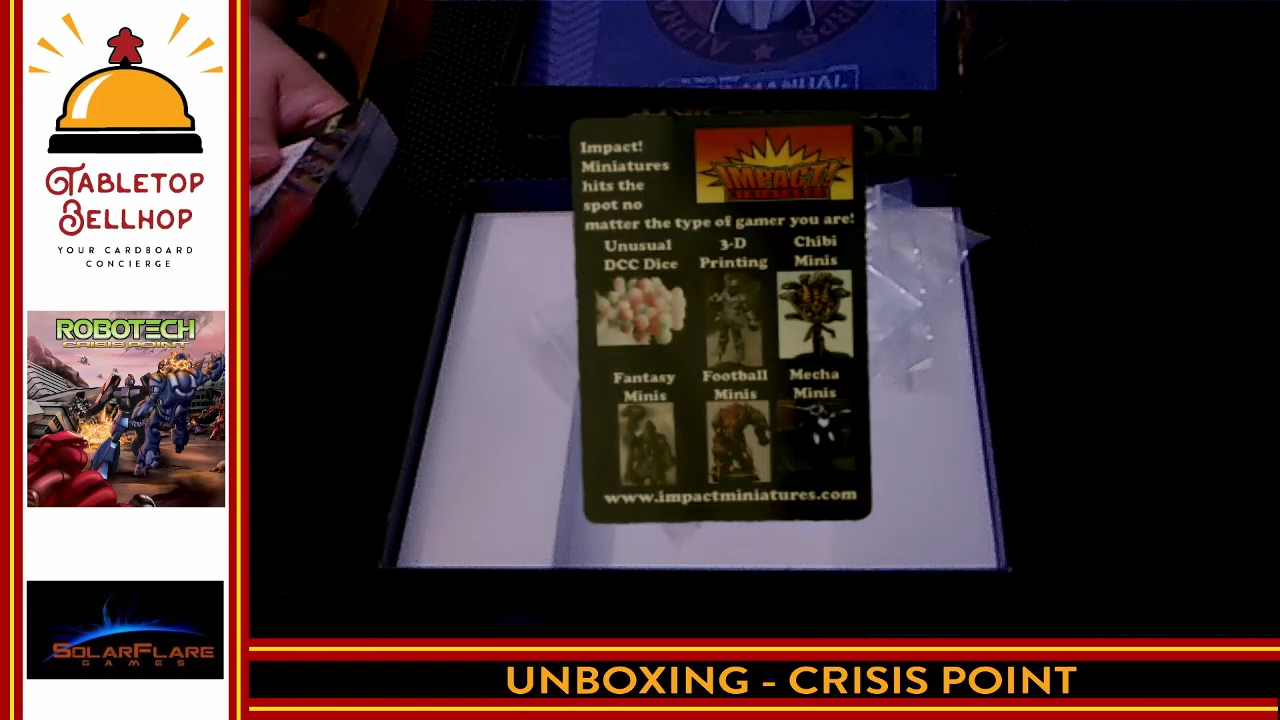 TABLETOP
BELLHOP
YOUR CARDBOARD
CONCIERGE
ROBOTECH
CRISIS POINT
SOLARFLARE
GAMES
MANUAL
Impact!
Miniatures
hits the
spot no
matter the type of gamer you are!
IMPACT!
Unusual
DCC Dice
3-D
Printing
Chibi
Minis
Fantasy
Minis
Football
Minis
Mecha
Minis
www.impactminiatures.com
UNBOXING - CRISIS POINT